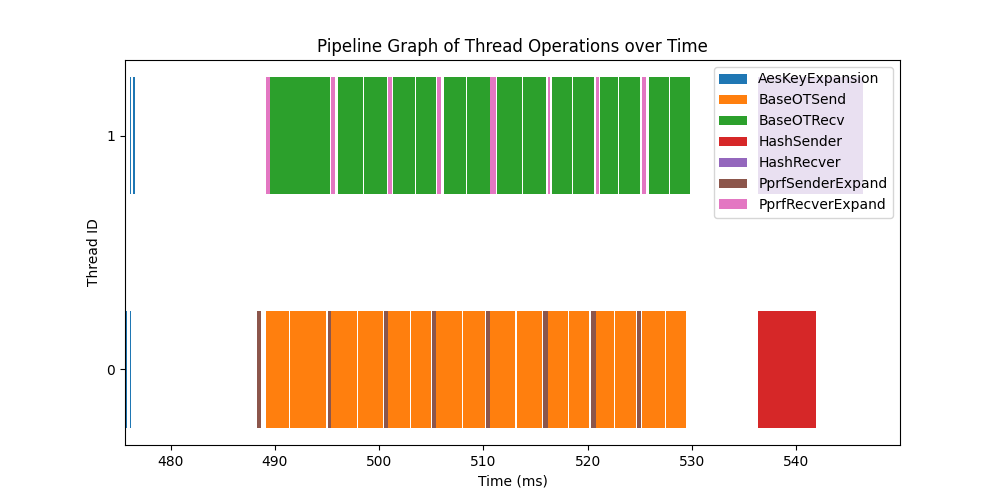 Pipeline Graph of Thread Operations over Time
AesKeyExpansion
BaseOTSend
BaseOTRecv
HashSender
HashRecver
PprfSenderExpand
PprfRecverExpand
1
0
Thread ID
480
490
500
510
520
530
540
Time (ms)